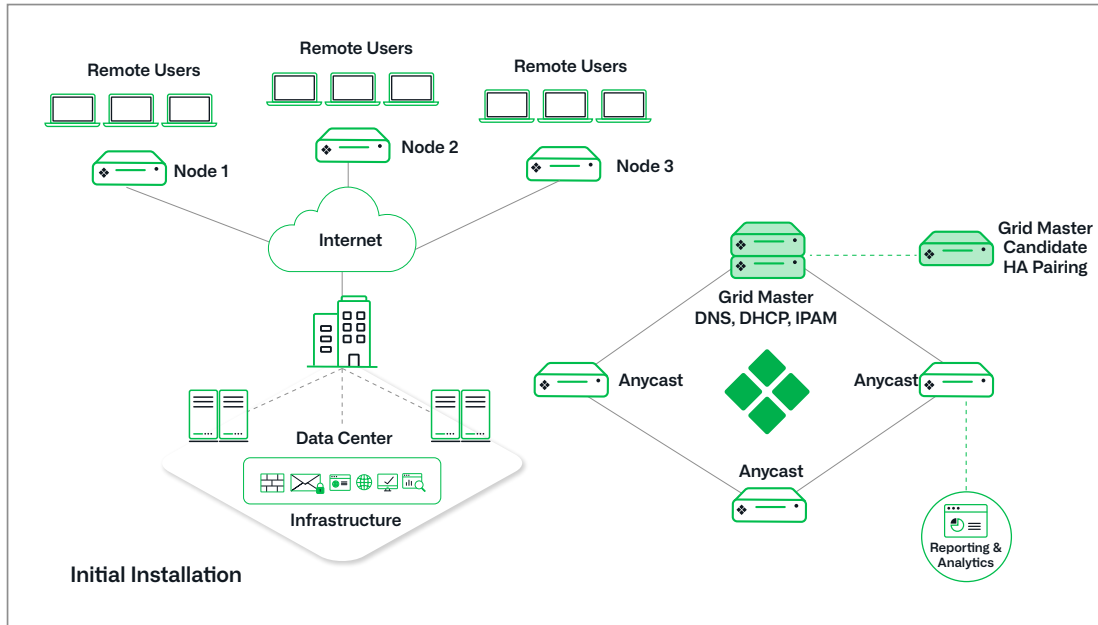 Remote Users
Remote Users
Remote Users
Node 1
Node 2
Node 3
Internet
Data Center
Infrastructure
Initial Installation
Grid Master
DNS, DHCP, IPAM
Grid Master
Candidate
HA Pairing
Anycast
Anycast
Anycast
Reporting &
Analytics